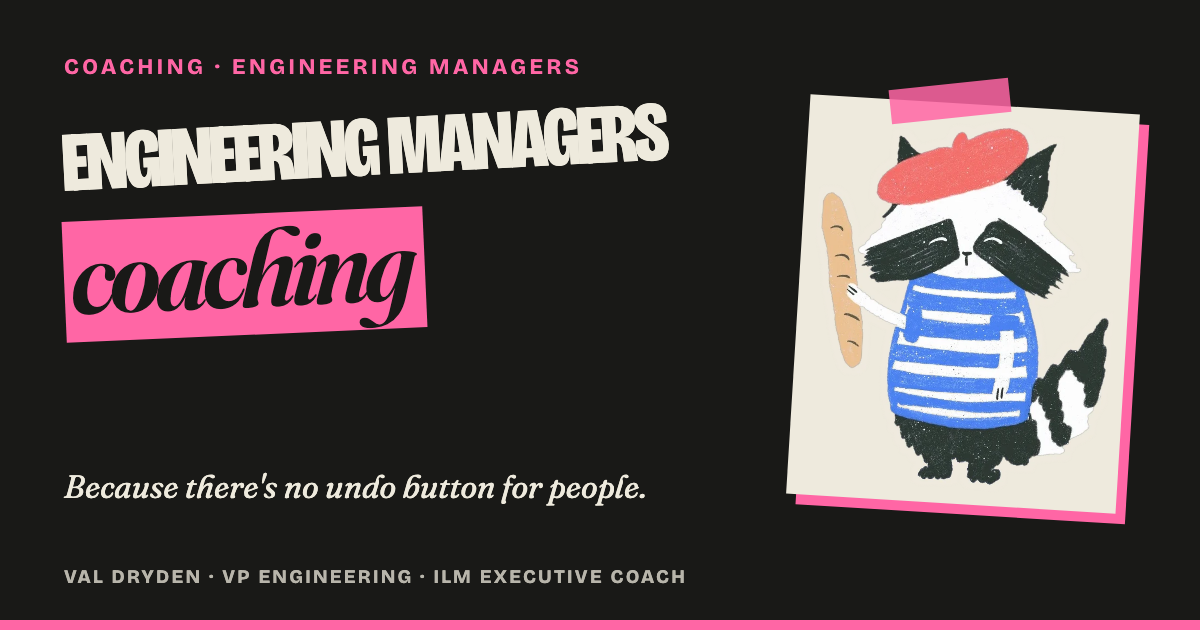 COACHING · ENGINEERING MANAGERS
ENGINEERING MANAGERS
coaching
Because there's no undo button for people.
VAL DRYDEN · VP ENGINEERING · ILM EXECUTIVE COACH